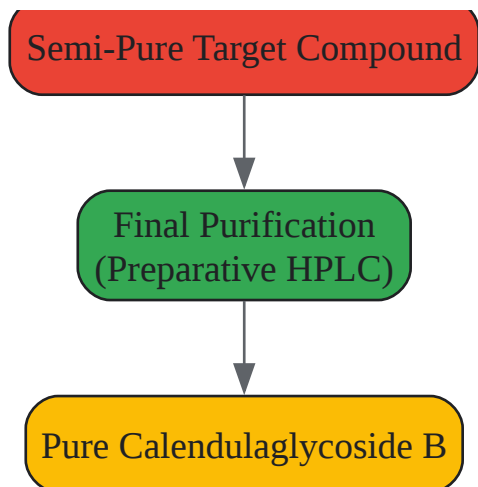 Semi-Pure Target Compound
Final Purification
(Preparative HPLC)
Pure Calendulaglycoside B